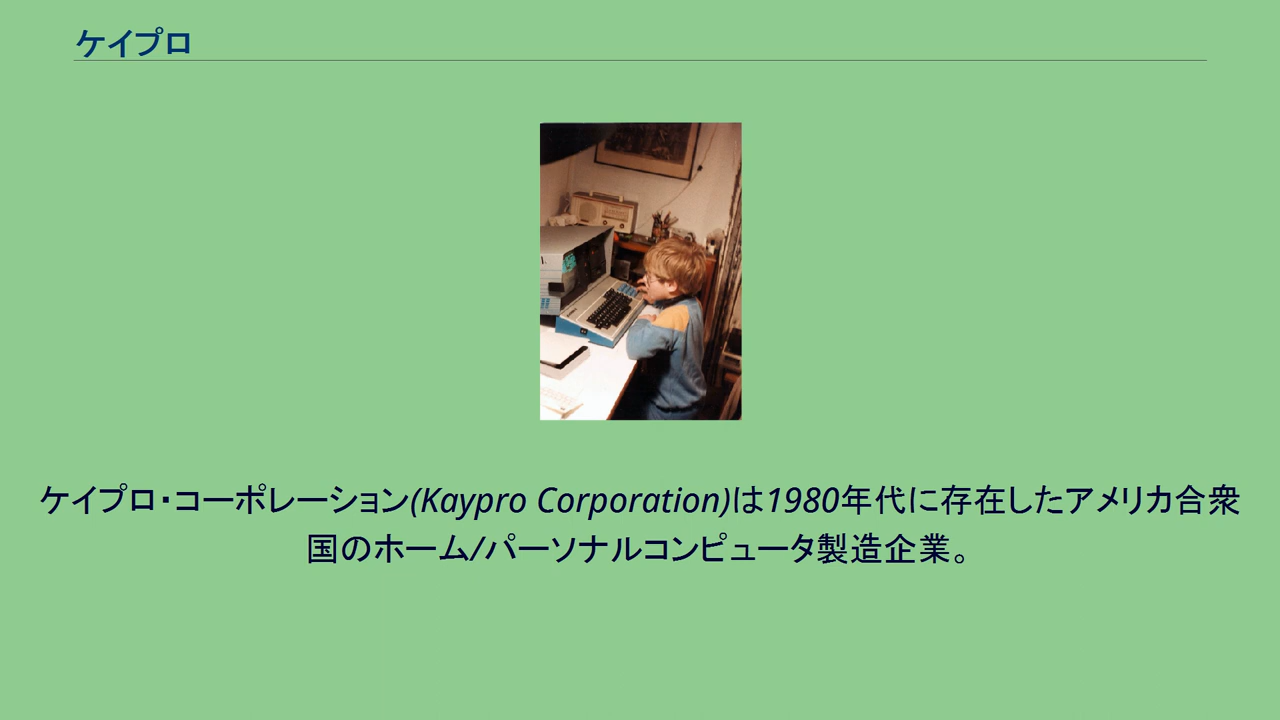 ケイプロ
ケイプロ・コーポレーション(Kaypro Corporation)は1980年代に存在したアメリカ合衆
国のホーム/パーソナルコンピュータ製造企業。